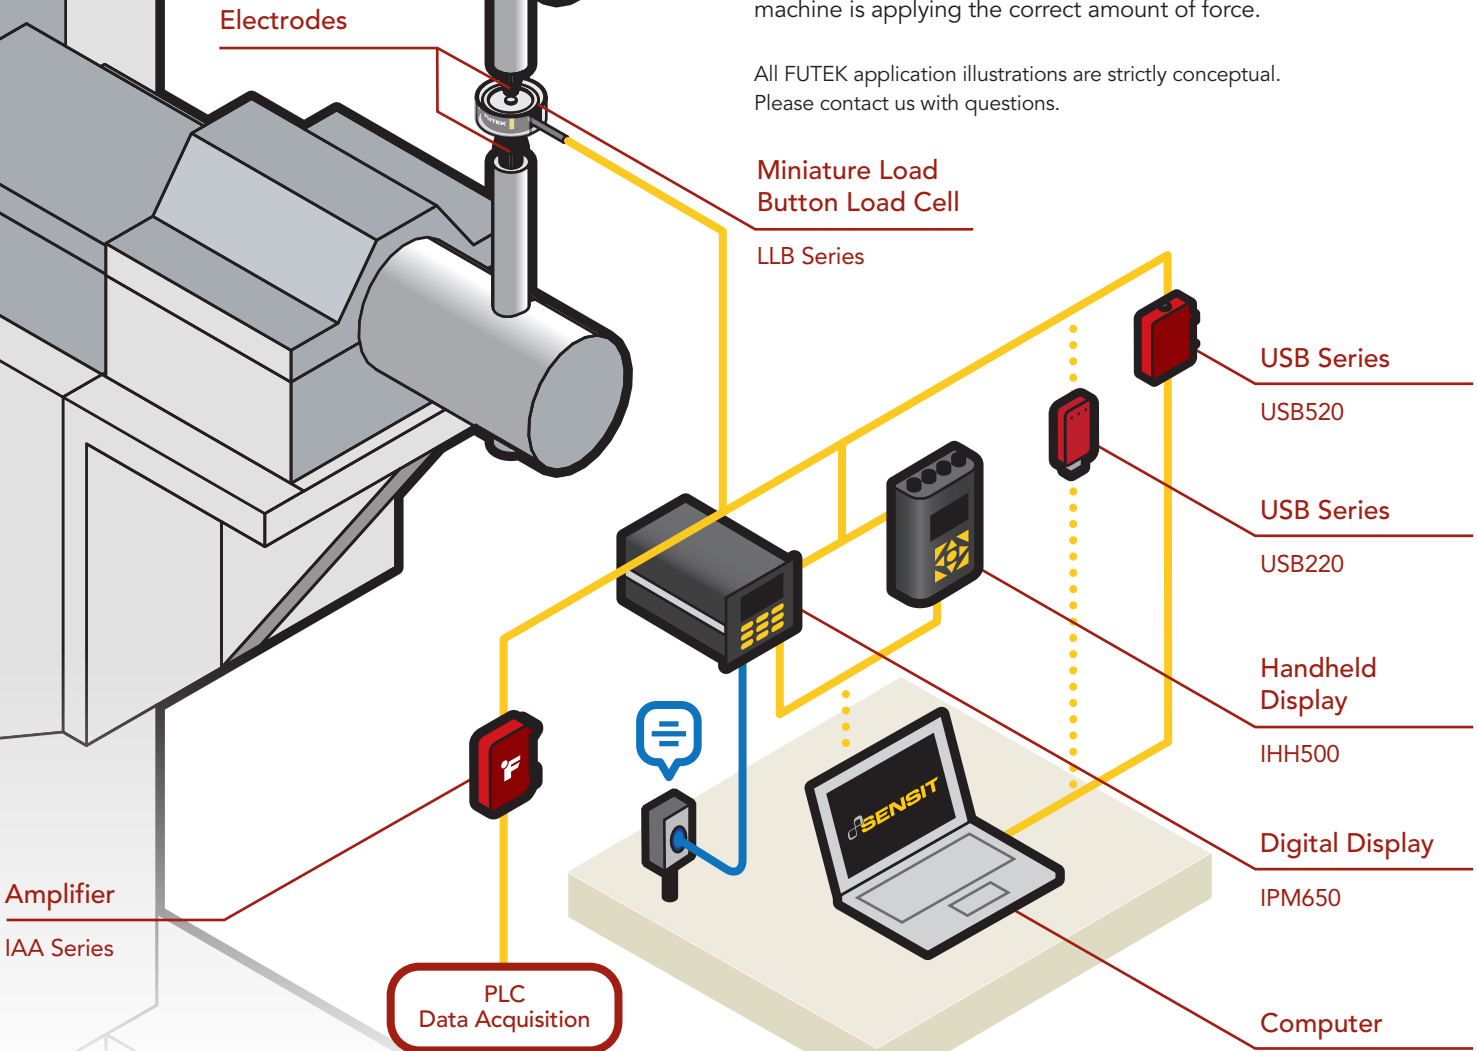 machine is applying the correct amount of force.
Electrodes
All FUTEK application illustrations are strictly conceptual.
Please contact us with questions.
FUTEK
Miniature Load
Button Load Cell
LLB Series
USB Series
USB520
USB Series
USB220
Handheld
Display
IHH500
SENSIT
Digital Display
IPM650
Amplifier
IAA Series
PLC
Data Acquisition
Computer